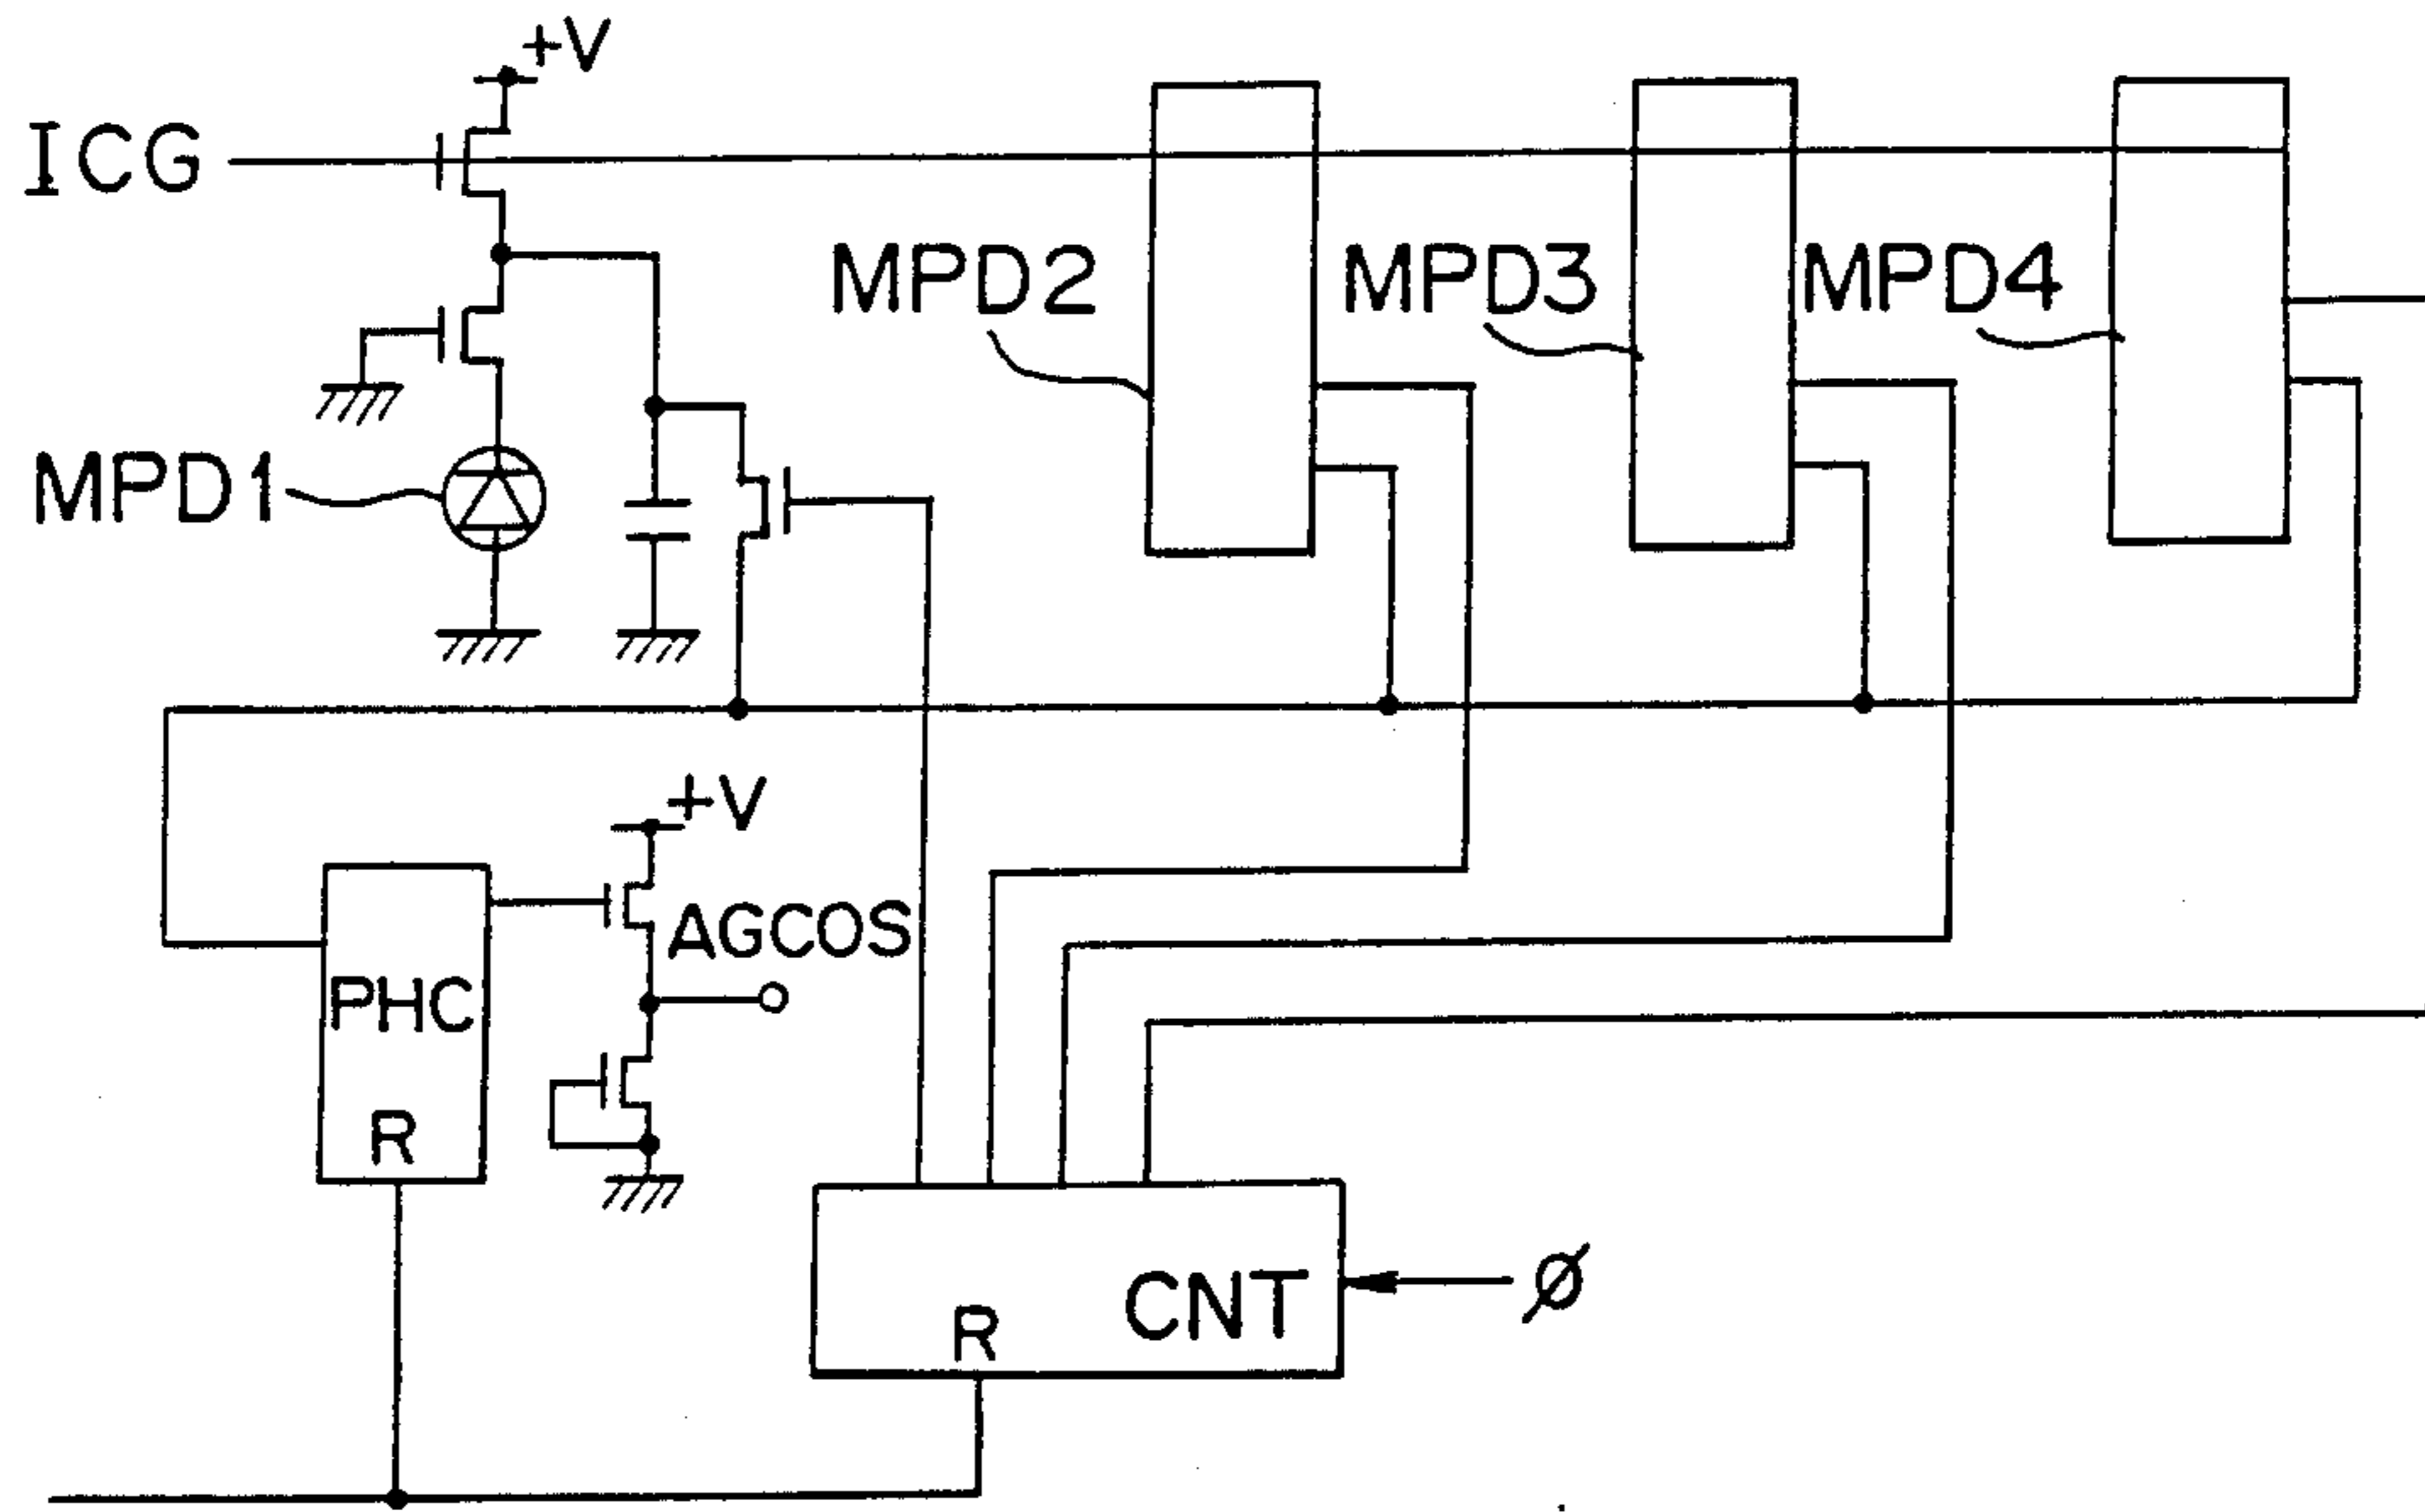 +V
ICG
MPD2
MPD3
MPD4
MPD1
+V
AGCOS
PHC
R
CNT
R
ø